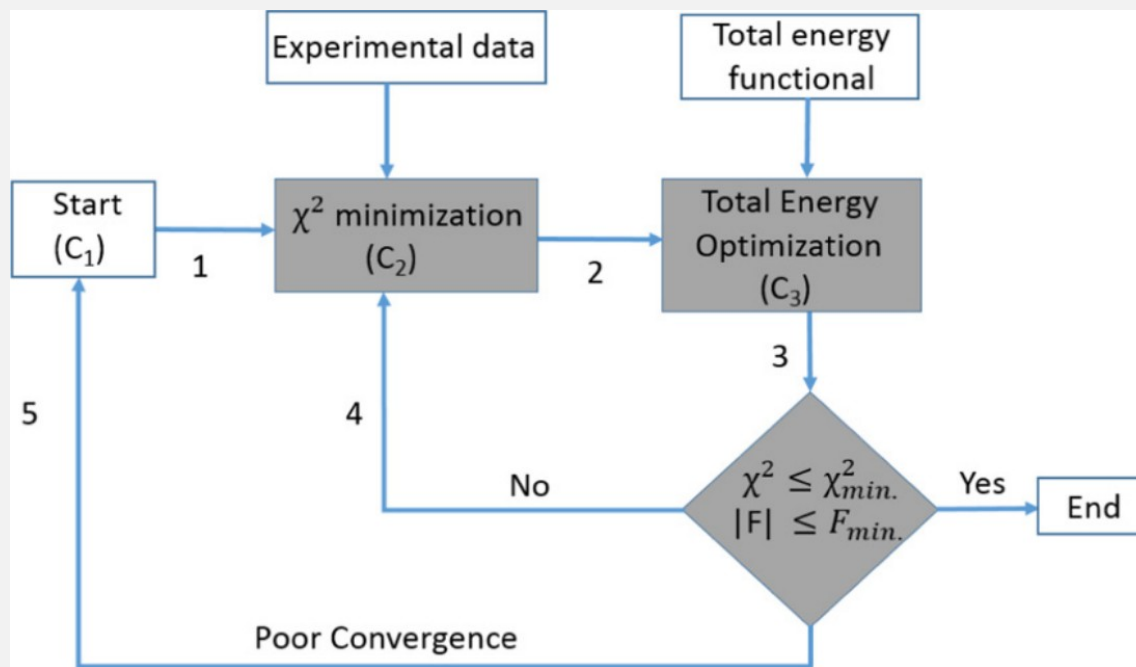 Experimental data
Total energy
functional
Start
(C₁)
1
χ² minimization
(C₂)
2
Total Energy
Optimization
(C₃)
3
5
4
No
χ² ≤ χ²min.
|F| ≤ Fmin.
Yes
End
Poor Convergence